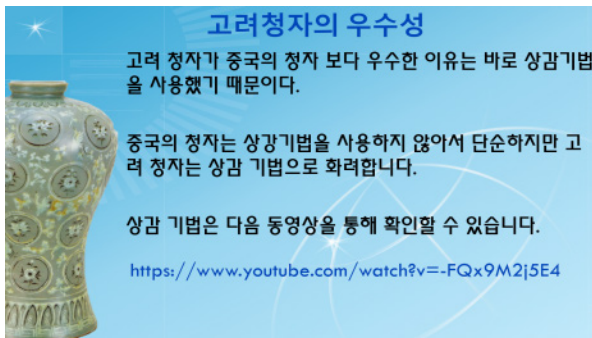 고려청자의 우수성
고려 청자가 중국의 청자 보다 우수한 이유는 바로 상감기법
을 사용했기 때문이다.
중국의 청자는 상강기법을 사용하지 않아서 단순하지만 고
려 청자는 상감 기법으로 화려합니다.
상감 기법은 다음 동영상을 통해 확인할 수 있습니다.
https://www.youtube.com/watch?v=-FQx9M2j5E4